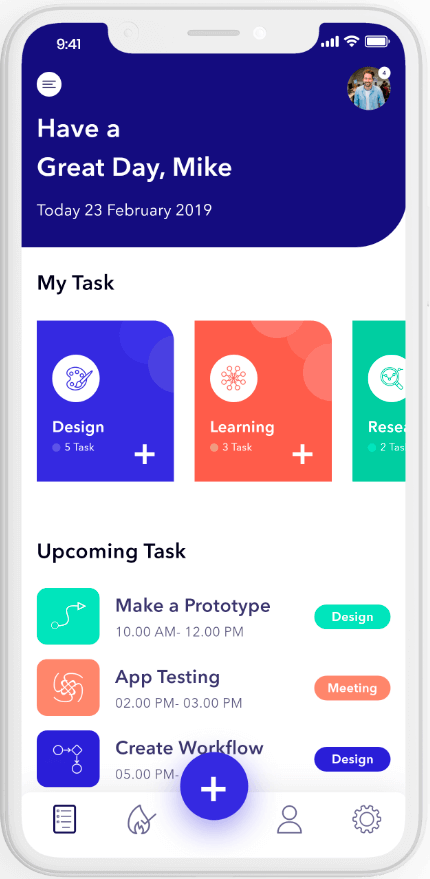 9:41
4
Have a
Great Day, Mike
Today 23 February 2019
My Task
Design
5 Task
Learning
3 Task
Resea
2 Tas
Upcoming Task
Make a Prototype
10.00 AM- 12.00 PM
Design
App Testing
02.00 PM- 03.00 PM
Meeting
Create Workflow
05.00 PM-
Design